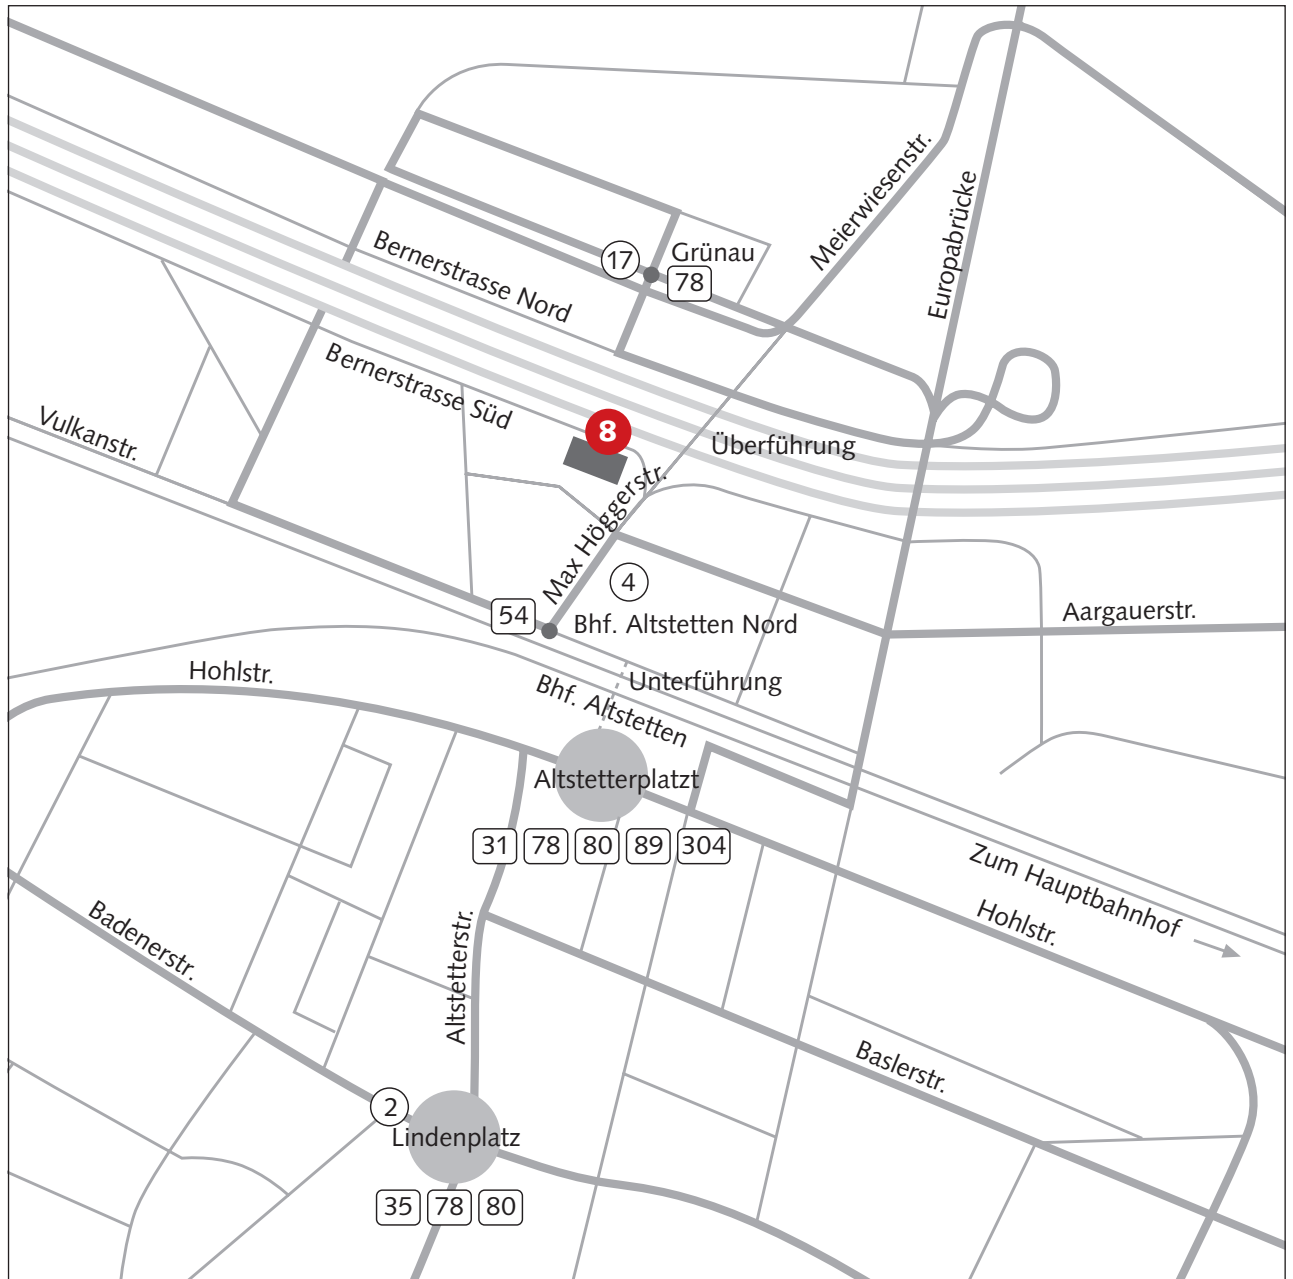 Meierwiesenstr.
Europabrücke
Bernerstrasse Nord
17
Grünau
78
Bernerstrasse Süd
Vulkanstr.
8
Überführung
Max Höggerstr.
4
54
Bhf. Altstetten Nord
Aargauerstr.
Hohlstr.
Unterführung
Bhf. Altstetten
Altstetterplatzt
31 78 80 89 304
Zum Hauptbahnhof
Hohlstr.
Badenerstr.
Altstetterstr.
Baslerstr.
2
Lindenplatz
35 78 80